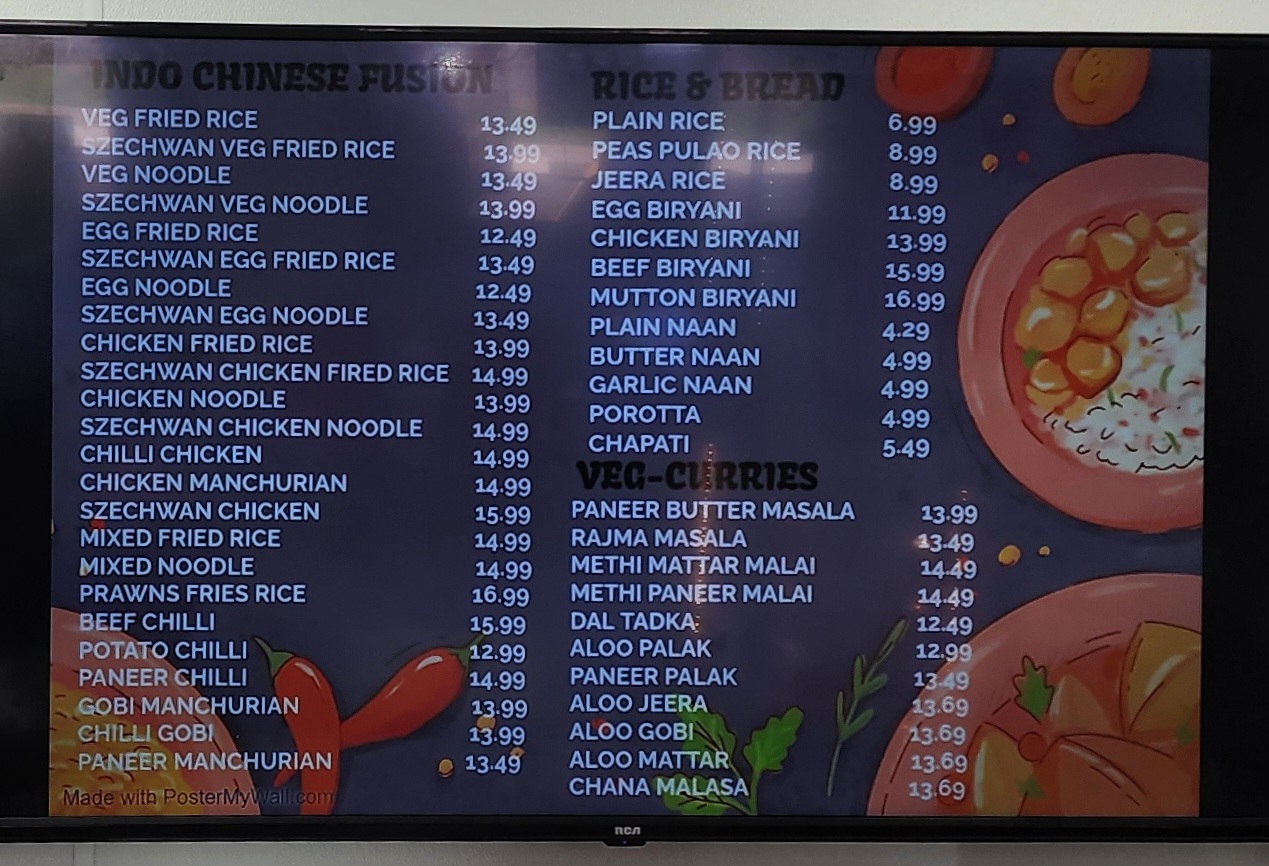 INDO CHINESE FUSION
VEG FRIED RICE 13.49
SZECHWAN VEG FRIED RICE 13.99
VEG NOODLE 13.49
SZECHWAN VEG NOODLE 13.99
EGG FRIED RICE 12.49
SZECHWAN EGG FRIED RICE 13.49
EGG NOODLE 12.49
SZECHWAN EGG NOODLE 13.49
CHICKEN FRIED RICE 13.99
SZECHWAN CHICKEN FIRED RICE 14.99
CHICKEN NOODLE 13.99
SZECHWAN CHICKEN NOODLE 14.99
CHILLI CHICKEN 14.99
CHICKEN MANCHURIAN 14.99
SZECHWAN CHICKEN 15.99
MIXED FRIED RICE 14.99
MIXED NOODLE 14.99
PRAWNS FRIES RICE 16.99
BEEF CHILLI 15.99
POTATO CHILLI 12.99
PANEER CHILLI 14.99
GOBI MANCHURIAN 13.99
CHILLI GOBI 13.99
PANEER MANCHURIAN 13.49
Made with PosterMyWall.com
RICE & BREAD
PLAIN RICE 6.99
PEAS PULAO RICE 8.99
JEERA RICE 8.99
EGG BIRYANI 11.99
CHICKEN BIRYANI 13.99
BEEF BIRYANI 15.99
MUTTON BIRYANI 16.99
PLAIN NAAN 4.29
BUTTER NAAN 4.99
GARLIC NAAN 4.99
POROTTA 4.99
CHAPATI 5.49
VEG-CURRIES
PANEER BUTTER MASALA 13.99
RAJMA MASALA 13.49
METHI MATTAR MALAI 14.49
METHI PANEER MALAI 14.49
DAL TADKA 12.49
ALOO PALAK 12.99
PANEER PALAK 13.49
ALOO JEERA 13.69
ALOO GOBI 13.69
ALOO MATTAR 13.69
CHANA MALASA 13.69
RCA